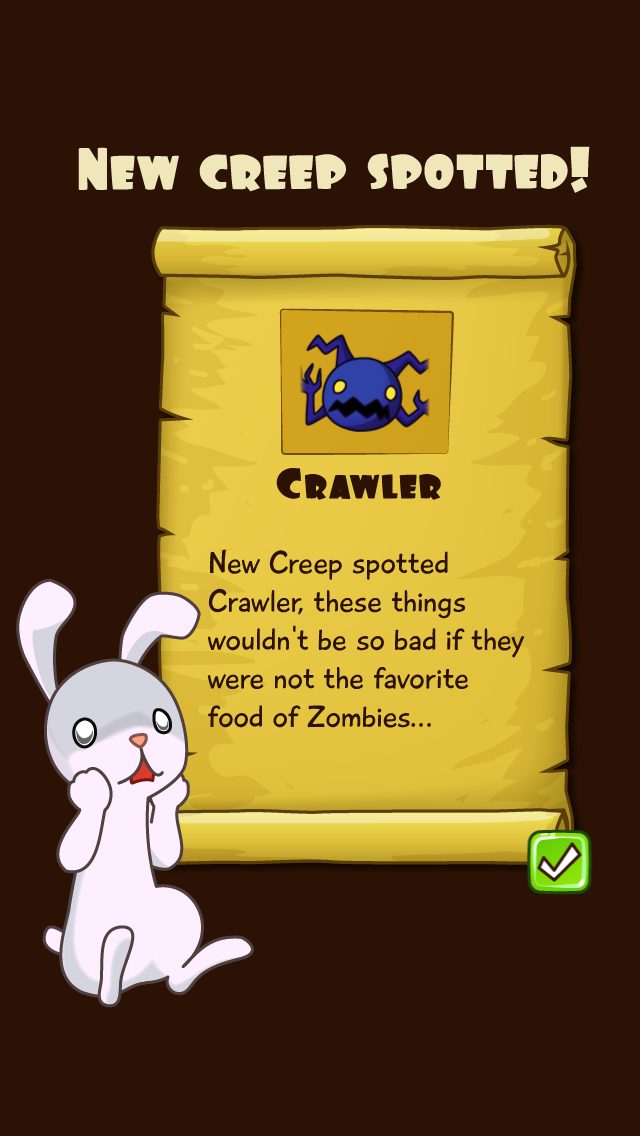 New creep spotted!
Crawler
New Creep spotted
Crawler, these things
wouldn't be so bad if they
were not the favorite
food of Zombies...